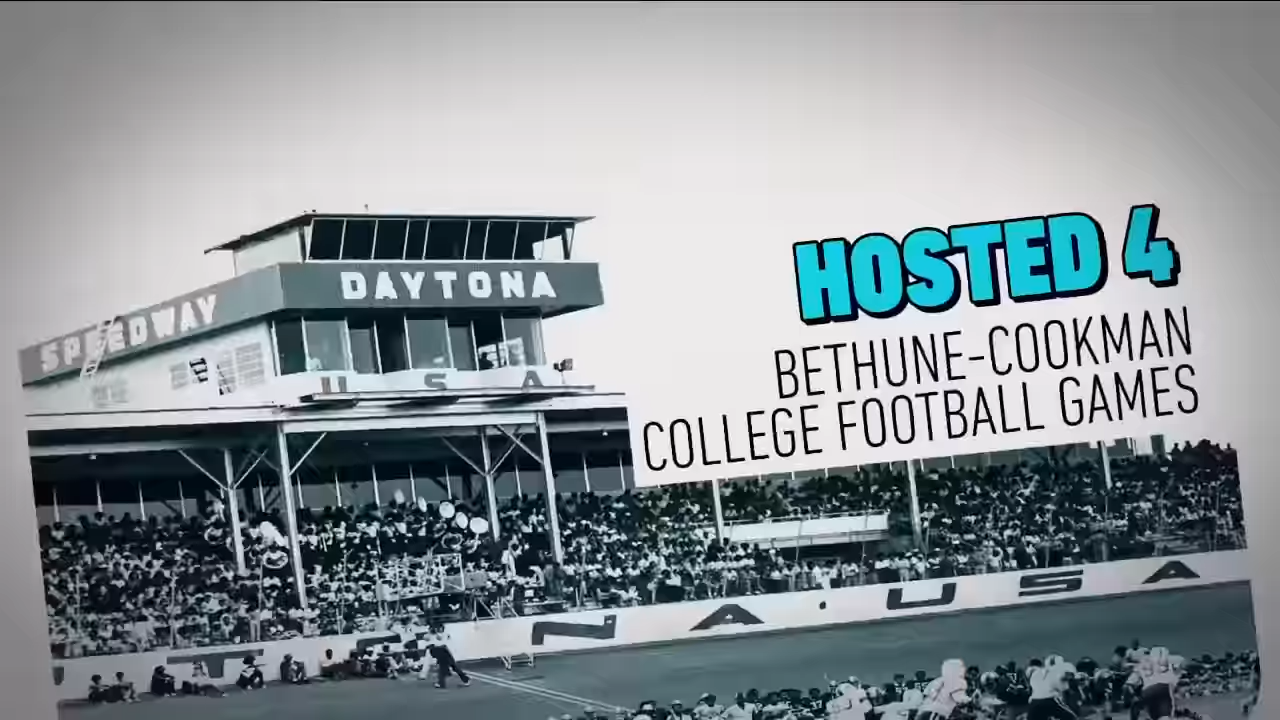 HOSTED 4
BETHUNE-COOKMAN
COLLEGE FOOTBALL GAMES
SPEEDWAY DAYTONA
U S A
T O N A . U S A